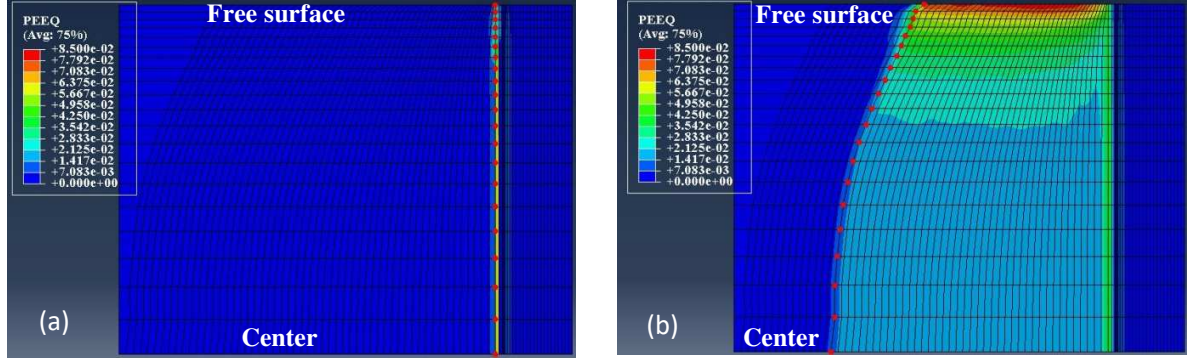 Free surface
PEEQ
(Avg: 75%)
+8.500e-02
+7.792e-02
+7.083e-02
+6.375e-02
+5.667e-02
+4.958e-02
+4.250e-02
+3.542e-02
+2.833e-02
+2.125e-02
+1.417e-02
+7.083e-03
+0.000e+00
(a)
Center
Free surface
PEEQ
(Avg: 75%)
+8.500e-02
+7.792e-02
+7.083e-02
+6.375e-02
+5.667e-02
+4.958e-02
+4.250e-02
+3.542e-02
+2.833e-02
+2.125e-02
+1.417e-02
+7.083e-03
+0.000e+00
(b)
Center